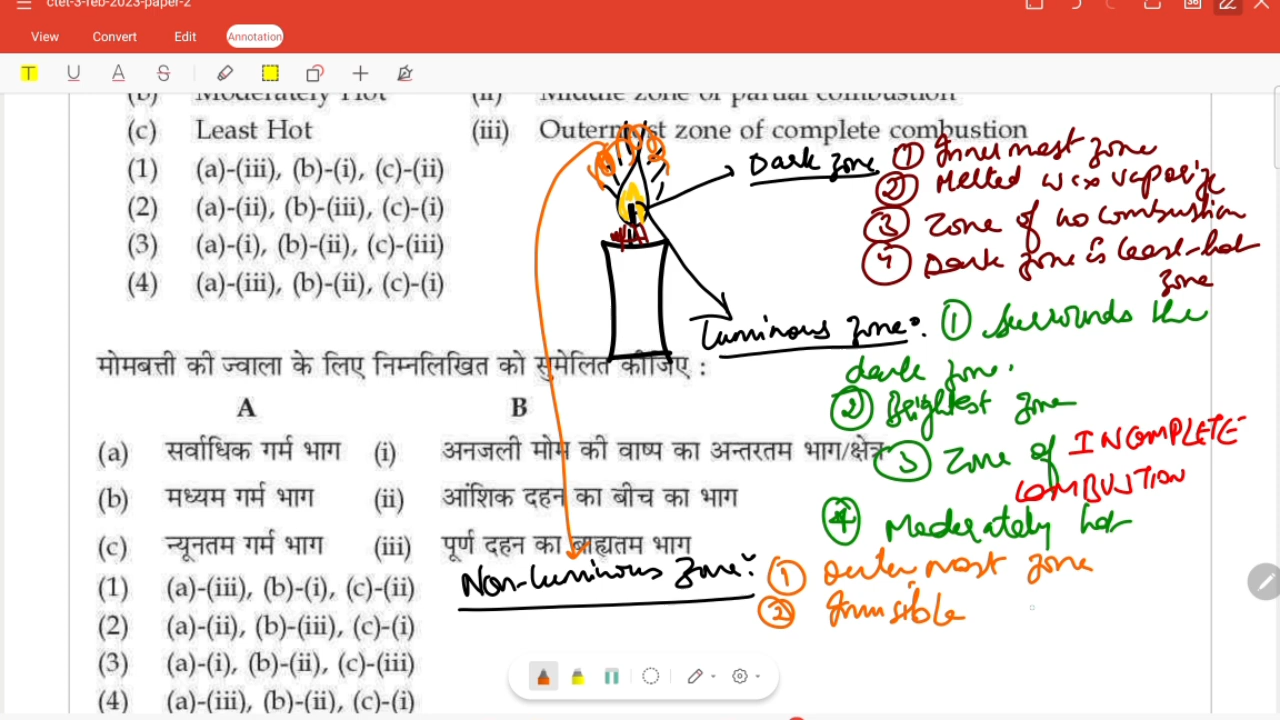 ctet-3-feb-2023-paper-2
View Convert Edit Annotation
(b) Moderately Hot (ii) Middle zone of partial combustion
(c) Least Hot (iii) Outermost zone of complete combustion
(1) (a)-(iii), (b)-(i), (c)-(ii)
(2) (a)-(ii), (b)-(iii), (c)-(i)
(3) (a)-(i), (b)-(ii), (c)-(iii)
(4) (a)-(iii), (b)-(ii), (c)-(i)
Dark zone
① Innermost zone
② Melted wax vaporize
③ Zone of no combustion
④ Dark zone is least-hot
zone
Luminous zone:
① Surrounds the
dark zone.
② Brightest zone
③ Zone of INCOMPLETE
COMBUSTION
④ Moderately hot
मोमबत्ती की ज्वाला के लिए निम्नलिखित को सुमेलित कीजिए :
A B
(a) सर्वाधिक गर्म भाग (i) अनजली मोम की वाष्प का अन्तरतम भाग/क्षेत्र
(b) मध्यम गर्म भाग (ii) आंशिक दहन का बीच का भाग
(c) न्यूनतम गर्म भाग (iii) पूर्ण दहन का बाह्यतम भाग
(1) (a)-(iii), (b)-(i), (c)-(ii)
(2) (a)-(ii), (b)-(iii), (c)-(i)
(3) (a)-(i), (b)-(ii), (c)-(iii)
(4) (a)-(iii), (b)-(ii), (c)-(i)
Non-luminous zone:
① Outermost zone
② Invisible